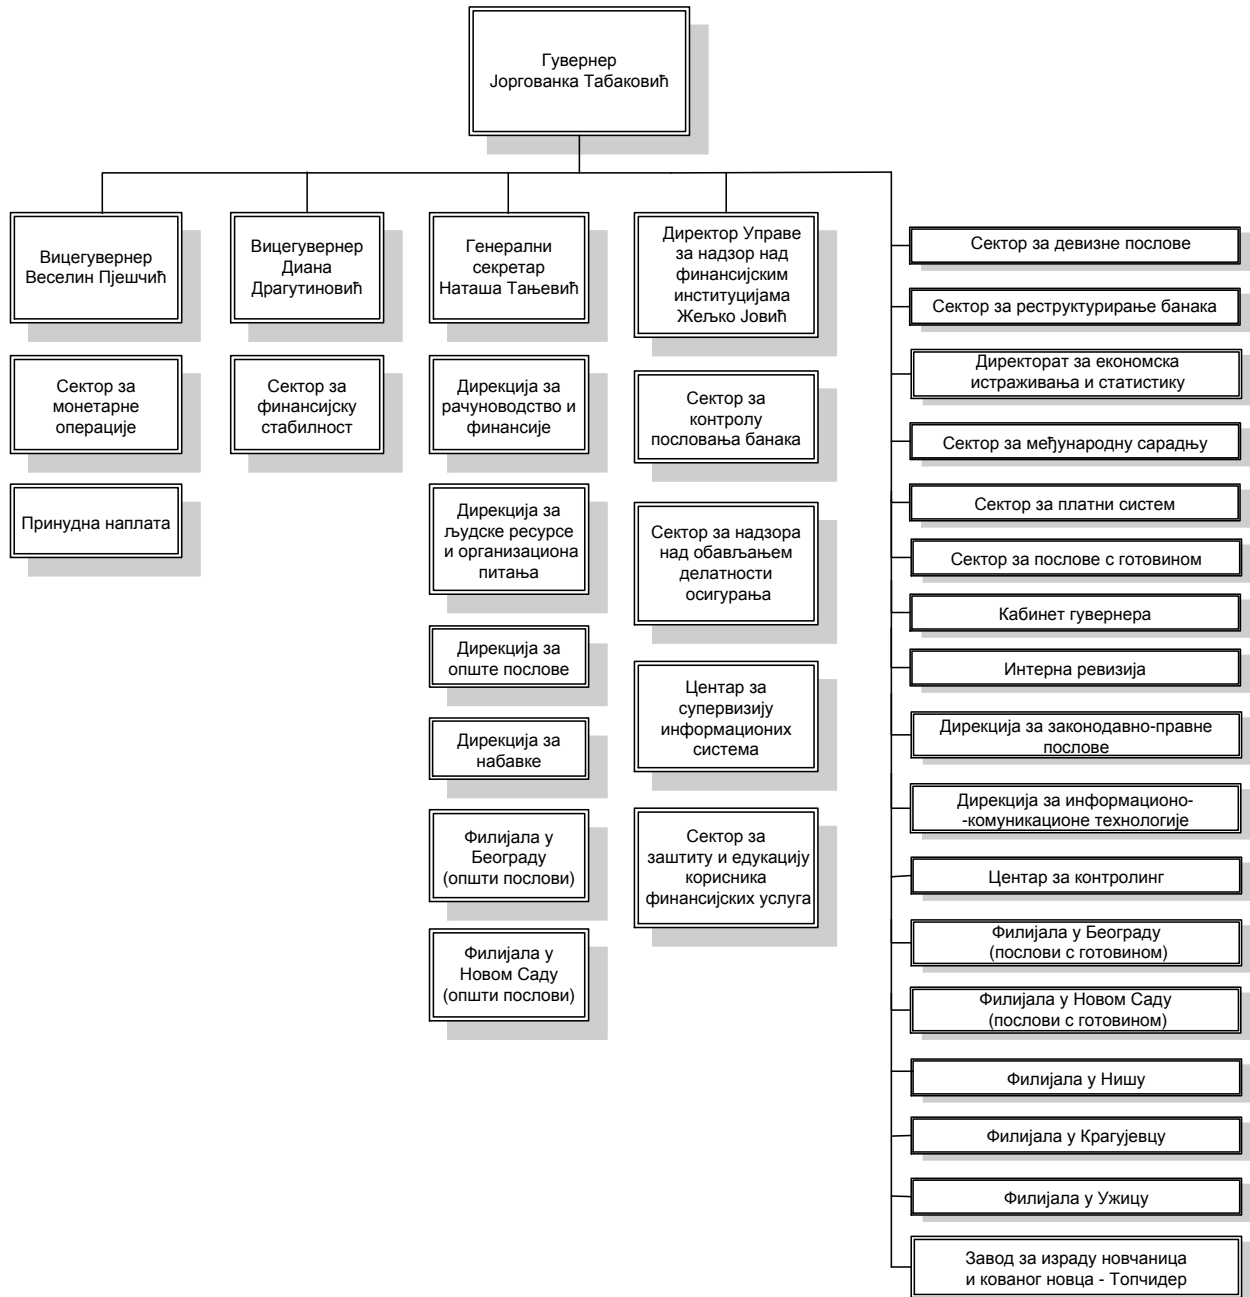 Гувернер
Јоргованка Табаковић
Вицегувернер
Веселин Пјешчић
Сектор за
монетарне
операције
Принудна наплата
Вицегувернер
Диана
Драгутиновић
Сектор за
финансијску
стабилност
Генерални
секретар
Наташа Тањевић
Дирекција за
рачуноводство и
финансије
Дирекција за
људске ресурсе
и организациона
питања
Дирекција за
опште послове
Дирекција за
набавке
Филијала у
Београду
(општи послови)
Филијала у
Новом Саду
(општи послови)
Директор Управе
за надзор над
финансијским
институцијама
Жељко Јовић
Сектор за
контролу
пословања банака
Сектор за надзора
над обављањем
делатности
осигурања
Центар за
супервизију
информационих
система
Сектор за
заштиту и едукацију
корисника
финансијских услуга
Сектор за девизне послове
Сектор за реструктурирање банака
Директорат за економска
истраживања и статистику
Сектор за међународну сарадњу
Сектор за платни систем
Сектор за послове с готовином
Кабинет гувернера
Интерна ревизија
Дирекција за законодавно-правне
послове
Дирекција за информационо-
-комуникационе технологије
Центар за контролинг
Филијала у Београду
(послови с готовином)
Филијала у Новом Саду
(послови с готовином)
Филијала у Нишу
Филијала у Крагујевцу
Филијала у Ужицу
Завод за израду новчаница
и кованог новца - Топчидер